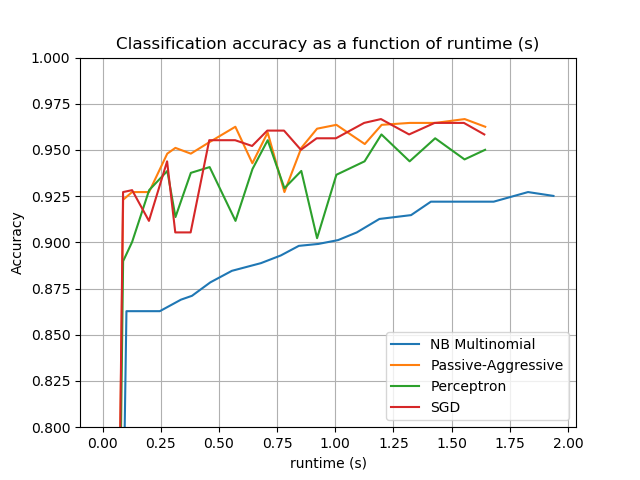 Classification accuracy as a function of runtime (s)
1.000
0.975
0.950
0.925
0.900
0.875
0.850
0.825
0.800
Accuracy
NB Multinomial
Passive-Aggressive
Perceptron
SGD
0.00 0.25 0.50 0.75 1.00 1.25 1.50 1.75 2.00
runtime (s)